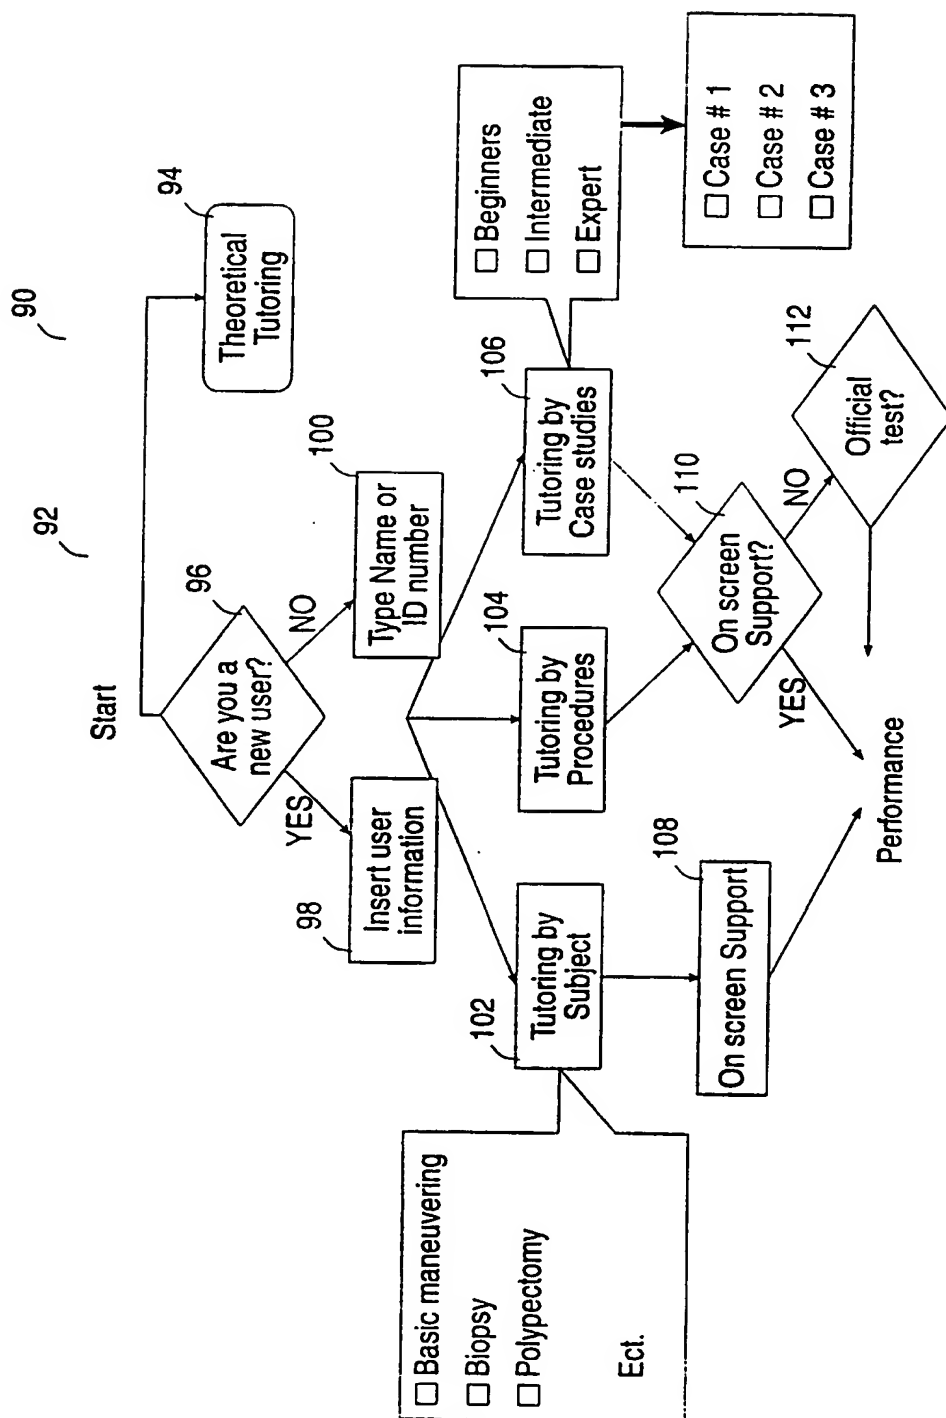 90
92
Start
94
Theoretical
Tutoring
96
Are you a
new user?
YES
NO
98
Insert user
information
100
Type Name or
ID number
102
Tutoring by
Subject
104
Tutoring by
Procedures
106
Tutoring by
Case studies
Basic maneuvering
Biopsy
Polypectomy
Ect.
Beginners
Intermediate
Expert
Case # 1
Case # 2
Case # 3
108
On screen Support
110
On screen
Support?
YES
NO
112
Official
test?
Performance